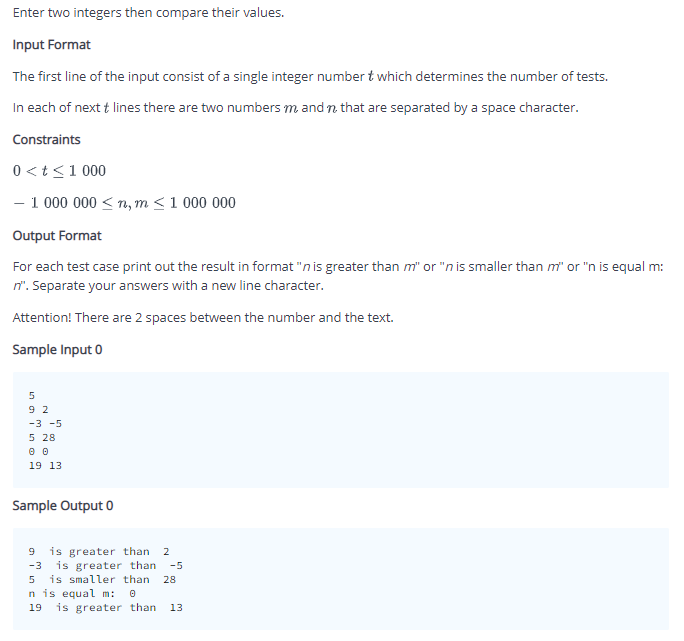 Enter two integers then compare their values.
Input Format
The first line of the input consist of a single integer number t which determines the number of tests.
In each of next t lines there are two numbers m and n that are separated by a space character.
Constraints
0 < t ≤ 1 000
− 1 000 000 ≤ n, m ≤ 1 000 000
Output Format
For each test case print out the result in format "n is greater than m" or "n is smaller than m" or "n is equal m:
n". Separate your answers with a new line character.
Attention! There are 2 spaces between the number and the text.
Sample Input 0
5
9 2
-3 -5
5 28
0 0
19 13
Sample Output 0
9  is greater than  2
-3  is greater than  -5
5  is smaller than  28
n is equal m:  0
19  is greater than  13